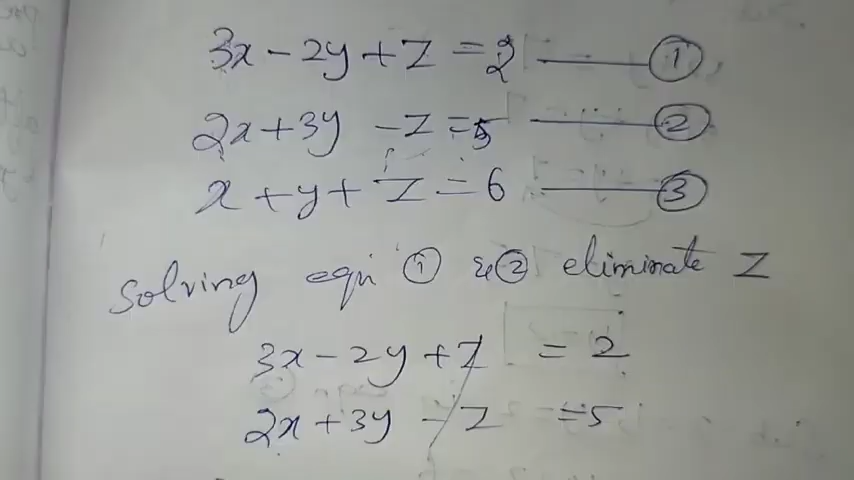 3x - 2y + z = 2 ——— ①
2x + 3y - z = 5 ——— ②
x + y + z = 6 ——— ③
Solving eqn ① & ② eliminate z
3x - 2y + z = 2
2x + 3y - z = 5